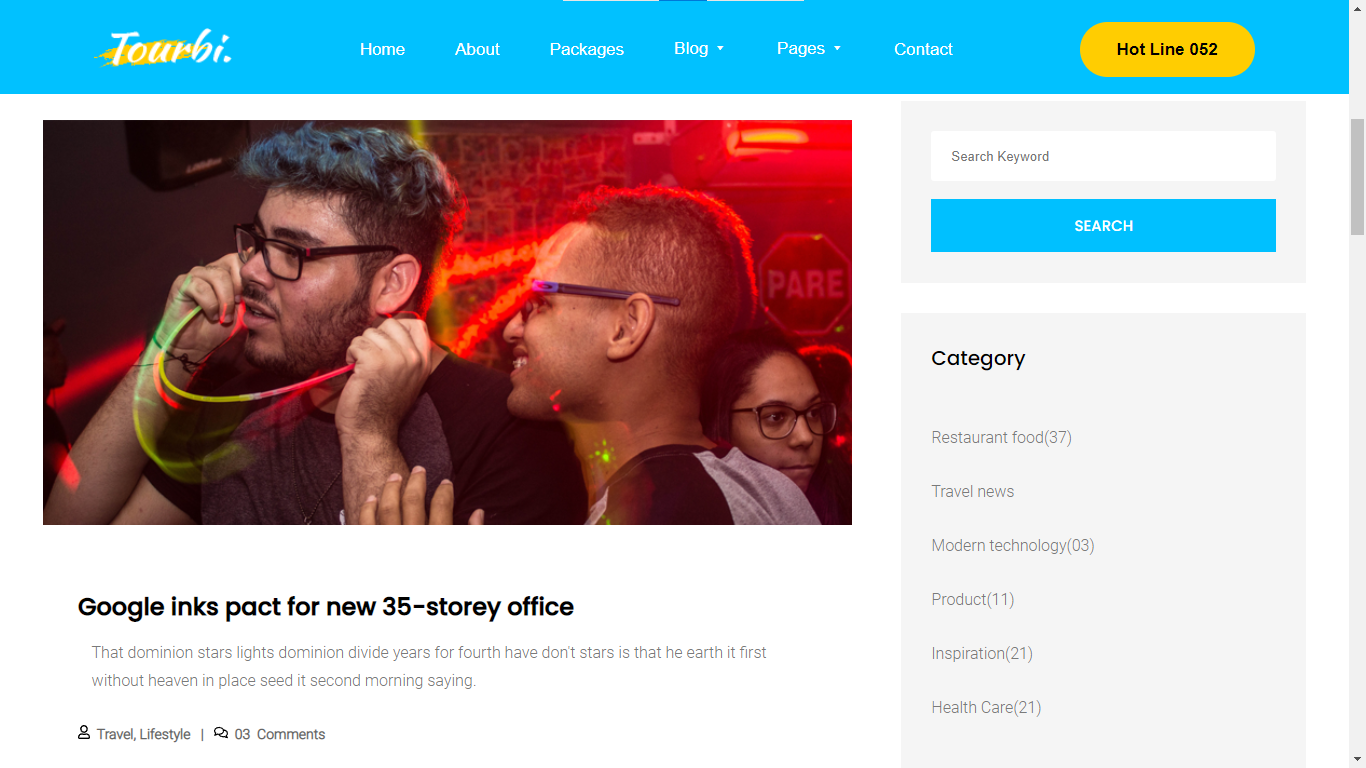 Tourbi.
Home
About
Packages
Blog
Pages
Contact
Hot Line 052
PARE
Google inks pact for new 35-storey office
That dominion stars lights dominion divide years for fourth have don't stars is that he earth it first
without heaven in place seed it second morning saying.
Travel, Lifestyle | 03 Comments
Search Keyword
SEARCH
Category
Restaurant food(37)
Travel news
Modern technology(03)
Product(11)
Inspiration(21)
Health Care(21)